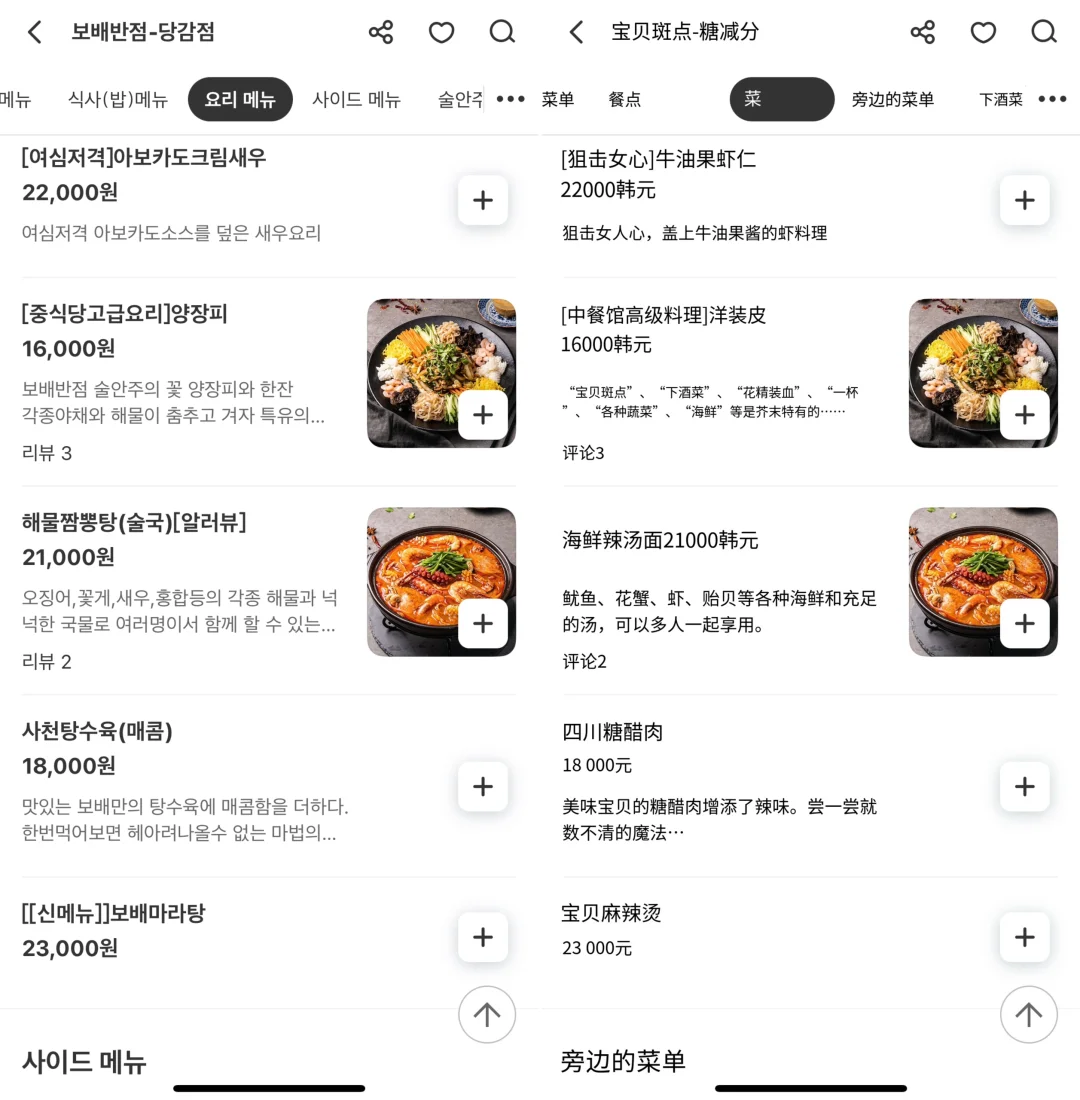 보배반점-당감점
메뉴
식사(밥)메뉴
요리 메뉴
사이드 메뉴
술안주
[여심저격]아보카도크림새우
22,000원
여심저격 아보카도소스를 덮은 새우요리
[중식당고급요리]양장피
16,000원
보배반점 술안주의 꽃 양장피와 한잔
각종야채와 해물이 춤추고 겨자 특유의...
리뷰 3
해물짬뽕탕(술국)[알러뷰]
21,000원
오징어,꽃게,새우,홍합등의 각종 해물과 넉
넉한 국물로 여러명이서 함께 할 수 있는...
리뷰 2
사천탕수육(매콤)
18,000원
맛있는 보배만의 탕수육에 매콤함을 더하다.
한번먹어보면 헤아려나올수 없는 마법의...
[[신메뉴]]보배마라탕
23,000원
사이드 메뉴
宝贝斑点-糖减分
菜单
餐点
菜
旁边的菜单
下酒菜
[狙击女心]牛油果虾仁
22000韩元
狙击女人心，盖上牛油果酱的虾料理
[中餐馆高级料理]洋装皮
16000韩元
“宝贝斑点”、“下酒菜”、“花精装血”、“一杯
”、“各种蔬菜”、“海鲜”等是芥末特有的……
评论3
海鲜辣汤面21000韩元
鱿鱼、花蟹、虾、贻贝等各种海鲜和充足
的汤，可以多人一起享用。
评论2
四川糖醋肉
18 000元
美味宝贝的糖醋肉增添了辣味。尝一尝就
数不清的魔法…
宝贝麻辣烫
23 000元
旁边的菜单